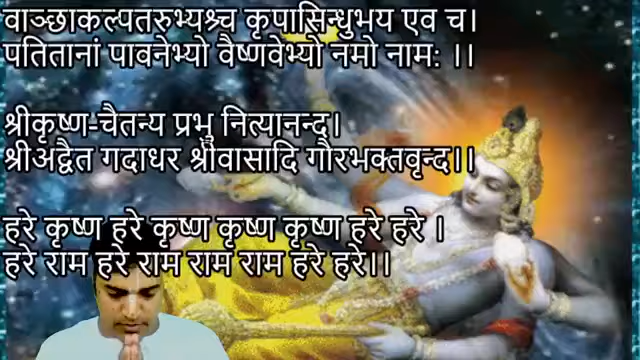 वाञ्छाकल्पतरुभ्यश्र्च कृपासिन्धुभय एव च।
पतितानां पावनेभ्यो वैष्णवेभ्यो नमो नामः ।।
श्रीकृष्ण-चैतन्य प्रभु नित्यानन्द।
श्रीअद्वैत गदाधर श्रीवासादि गौरभक्तवृन्द।।
हरे कृष्ण हरे कृष्ण कृष्ण कृष्ण हरे हरे ।
हरे राम हरे राम राम राम हरे हरे।।